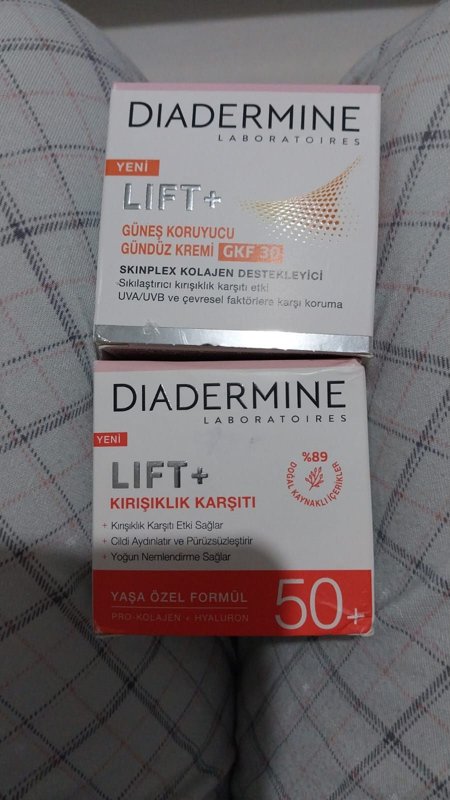 DIADERMINE
LABORATOIRES
YENİ
LIFT+
GÜNEŞ KORUYUCU
GÜNDÜZ KREMİ GKF 30
SKINPLEX KOLAJEN DESTEKLEYİCİ
Sıkılaştırıcı kırışıklık karşıtı etki
UVA/UVB ve çevresel faktörlere karşı koruma
DIADERMINE
LABORATOIRES
YENİ
LIFT+
KIRIŞIKLIK KARŞITI
+ Kırışıklık Karşıtı Etki Sağlar
+ Cildi Aydınlatır ve Pürüzsüzleştirir
+ Yoğun Nemlendirme Sağlar
%89
DOĞAL KAYNAKLI İÇERİKLER
YAŞA ÖZEL FORMÜL
PRO-KOLAJEN + HYALURON
50+